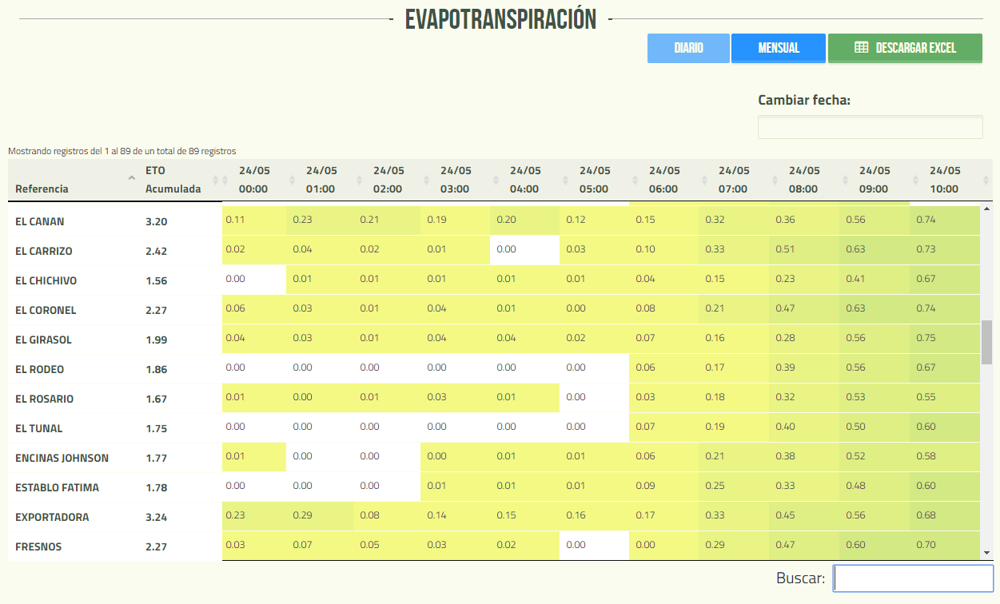 EVAPOTRANSPIRACIÓN
DIARIO MENSUAL DESCARGAR EXCEL
Cambiar fecha:
Mostrando registros del 1 al 89 de un total de 89 registros
Referencia ETO Acumulada 24/05 00:00 24/05 01:00 24/05 02:00 24/05 03:00 24/05 04:00 24/05 05:00 24/05 06:00 24/05 07:00 24/05 08:00 24/05 09:00 24/05 10:00
EL CANAN 3.20 0.11 0.23 0.21 0.19 0.20 0.12 0.15 0.32 0.36 0.56 0.74
EL CARRIZO 2.42 0.02 0.04 0.02 0.01 0.00 0.03 0.10 0.33 0.51 0.63 0.73
EL CHICHIVO 1.56 0.00 0.01 0.01 0.01 0.01 0.01 0.04 0.15 0.23 0.41 0.67
EL CORONEL 2.27 0.06 0.03 0.01 0.04 0.01 0.00 0.08 0.21 0.47 0.63 0.74
EL GIRASOL 1.99 0.04 0.03 0.01 0.04 0.04 0.02 0.07 0.16 0.28 0.56 0.75
EL RODEO 1.86 0.00 0.00 0.00 0.00 0.00 0.00 0.06 0.17 0.39 0.56 0.67
EL ROSARIO 1.67 0.01 0.00 0.01 0.03 0.01 0.00 0.03 0.18 0.32 0.53 0.55
EL TUNAL 1.75 0.00 0.00 0.00 0.00 0.00 0.00 0.07 0.19 0.40 0.50 0.60
ENCINAS JOHNSON 1.77 0.01 0.00 0.00 0.00 0.01 0.01 0.06 0.21 0.38 0.52 0.58
ESTABLO FATIMA 1.78 0.00 0.00 0.00 0.01 0.01 0.01 0.09 0.25 0.33 0.48 0.60
EXPORTADORA 3.24 0.23 0.29 0.08 0.14 0.15 0.16 0.17 0.33 0.45 0.56 0.68
FRESNOS 2.27 0.03 0.07 0.05 0.03 0.02 0.00 0.00 0.29 0.47 0.60 0.70
Buscar: